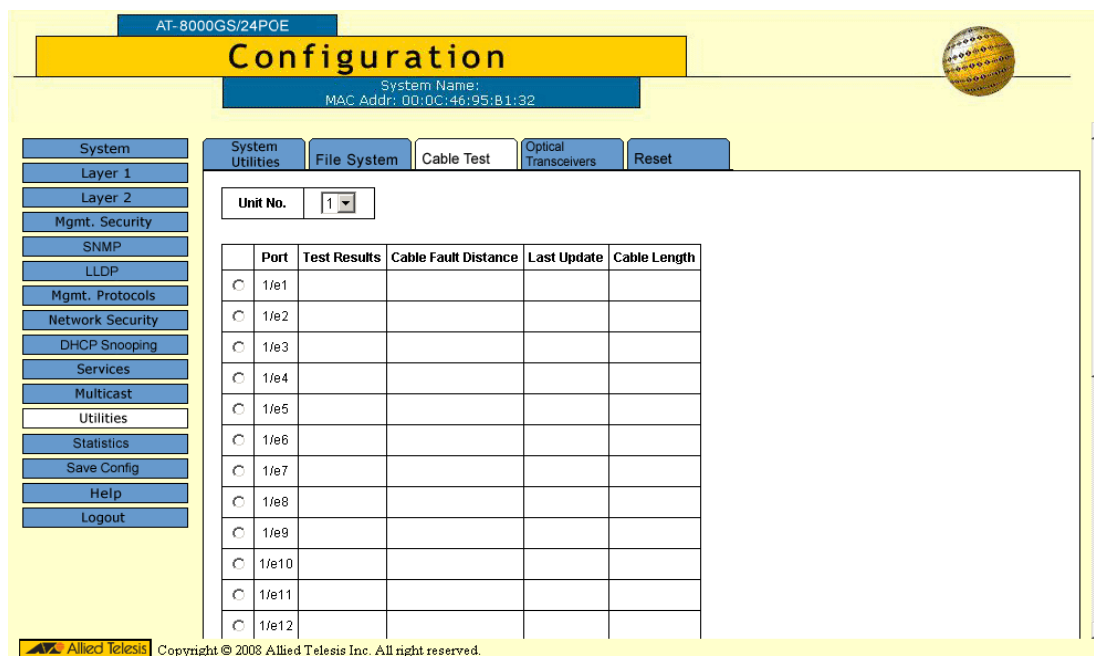 AT-8000GS/24POE
Configuration
System Name:
MAC Addr: 00:0C:46:95:B1:32
System
Layer 1
Layer 2
Mgmt. Security
SNMP
LLDP
Mgmt. Protocols
Network Security
DHCP Snooping
Services
Multicast
Utilities
Statistics
Save Config
Help
Logout
System Utilities File System Cable Test Optical Transceivers Reset
Unit No. 1
Port Test Results Cable Fault Distance Last Update Cable Length
1/e1
1/e2
1/e3
1/e4
1/e5
1/e6
1/e7
1/e8
1/e9
1/e10
1/e11
1/e12
Allied Telesis Copyright © 2008 Allied Telesis Inc. All right reserved.